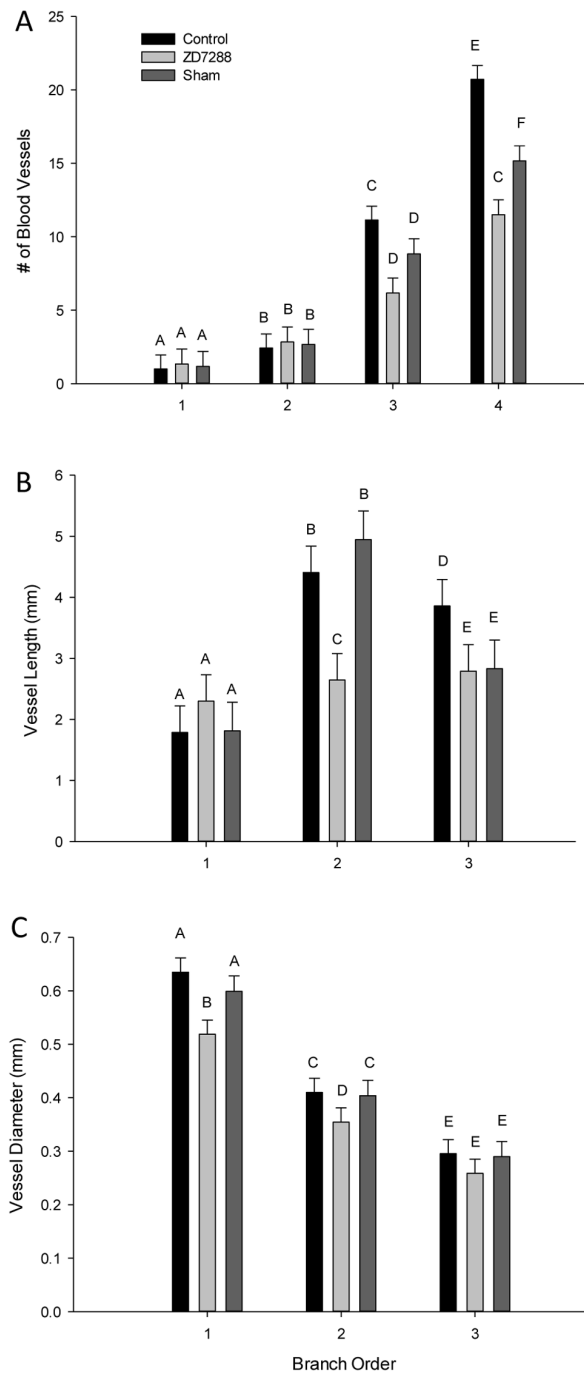 A
Control
ZD7288
Sham
# of Blood Vessels
25
20
15
10
5
0
A A A
B B B
C D D
E C F
1 2 3 4
B
Vessel Length (mm)
6
5
4
3
2
1
0
A A A
B C B
D E E
1 2 3
C
Vessel Diameter (mm)
0.7
0.6
0.5
0.4
0.3
0.2
0.1
0.0
A B A
C D C
E E E
1 2 3
Branch Order